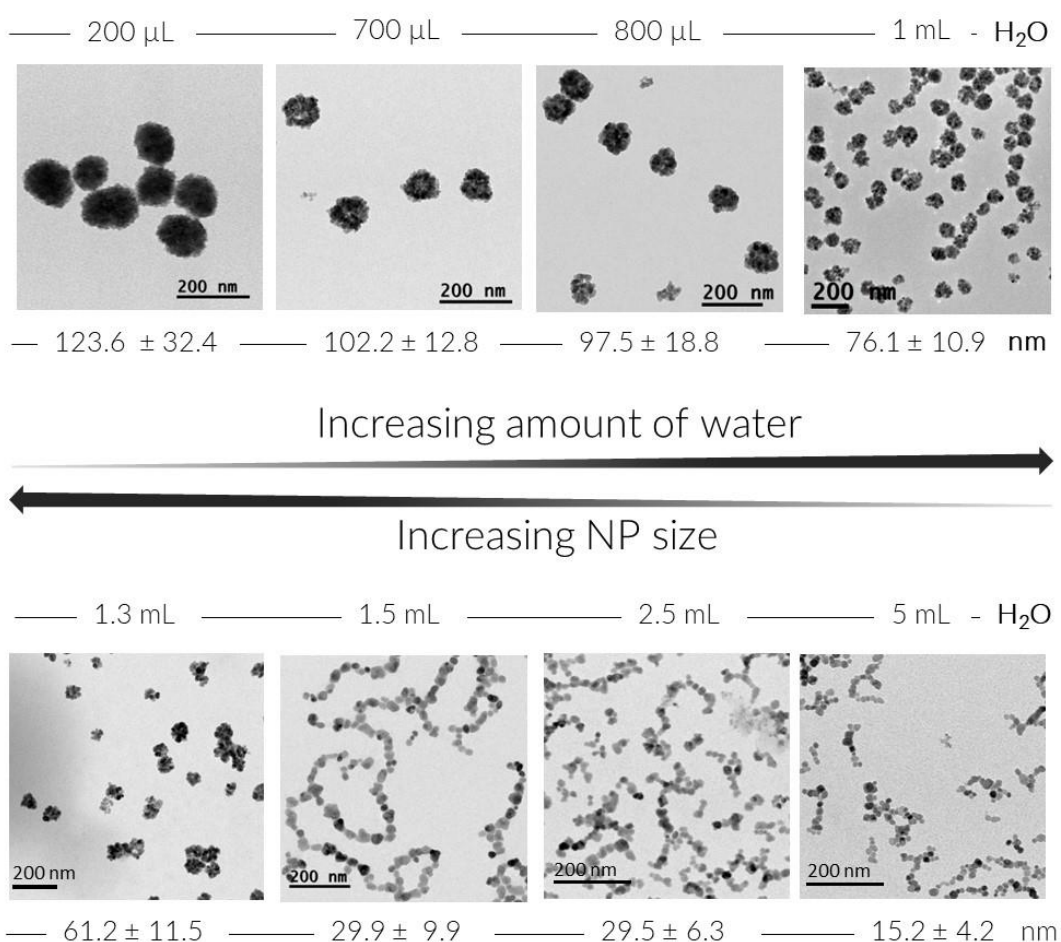 200 µL 700 µL 800 µL 1 mL - H₂O
200 nm 200 nm 200 nm 200 nm
123.6 ± 32.4 102.2 ± 12.8 97.5 ± 18.8 76.1 ± 10.9 nm
Increasing amount of water
Increasing NP size
1.3 mL 1.5 mL 2.5 mL 5 mL - H₂O
200 nm 200 nm 200 nm 200 nm
61.2 ± 11.5 29.9 ± 9.9 29.5 ± 6.3 15.2 ± 4.2 nm